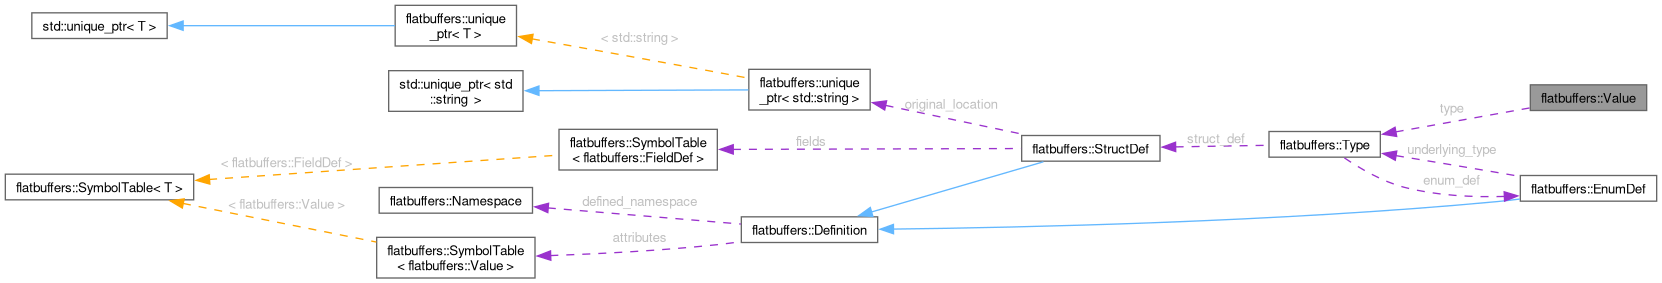 std::unique_ptr< T >
flatbuffers::unique
_ptr< T >
< std::string >
std::unique_ptr< std
::string >
flatbuffers::unique
_ptr< std::string >
original_location
type
flatbuffers::Value
flatbuffers::SymbolTable
< flatbuffers::FieldDef >
fields
flatbuffers::StructDef
struct_def
flatbuffers::Type
underlying_type
enum_def
flatbuffers::EnumDef
< flatbuffers::FieldDef >
flatbuffers::SymbolTable< T >
< flatbuffers::Value >
flatbuffers::Namespace
defined_namespace
flatbuffers::Definition
attributes
flatbuffers::SymbolTable
< flatbuffers::Value >